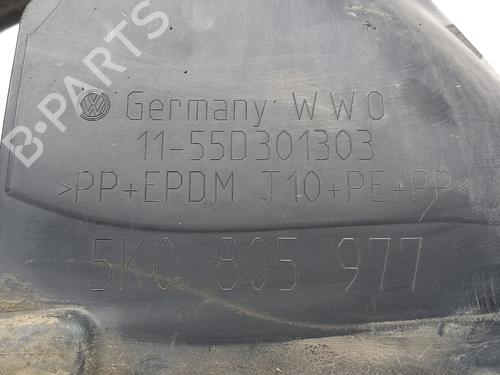 Germany WWO
11-55D301303
>PP+EPDM T10+PE+PP<
5K0 805 977
B-PARTS